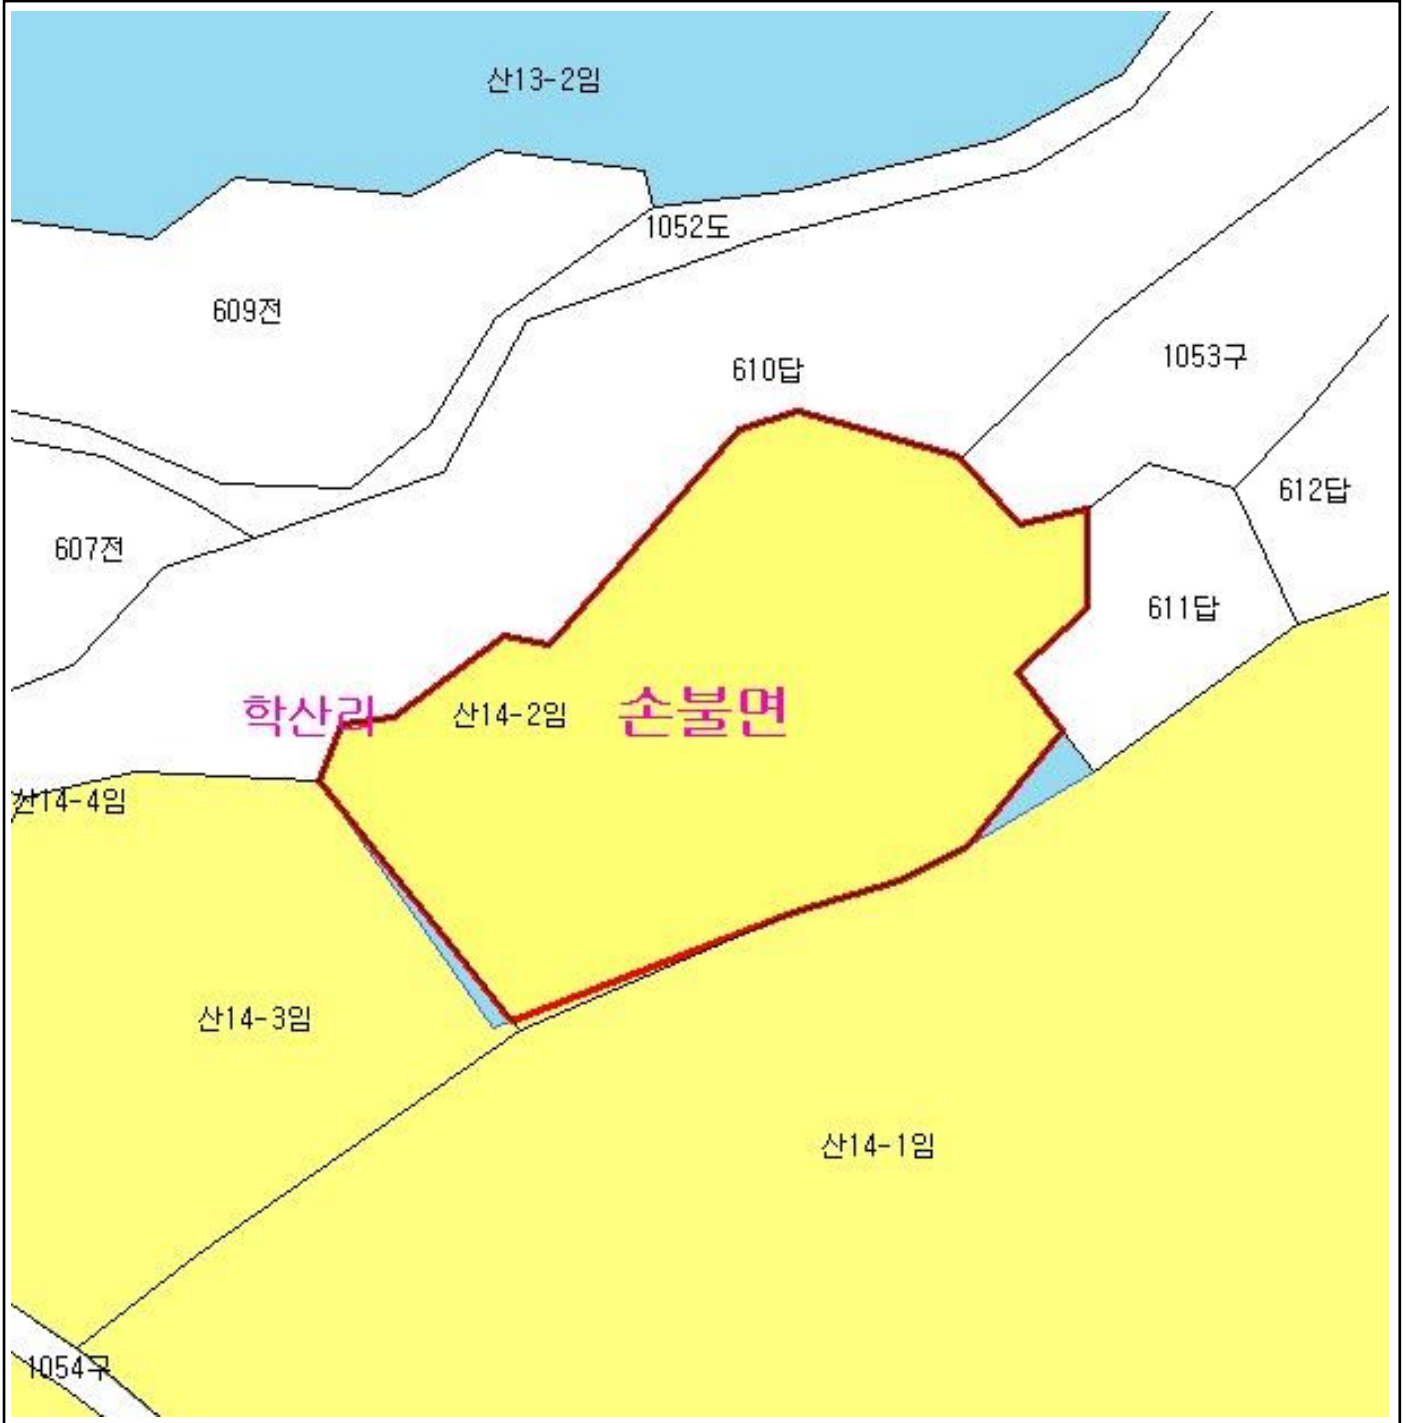 산13-2임
1052도
609전
1053구
610답
612답
607전
611답
학산리
산14-2임
손불면
산14-4임
산14-3임
산14-1임
1054구